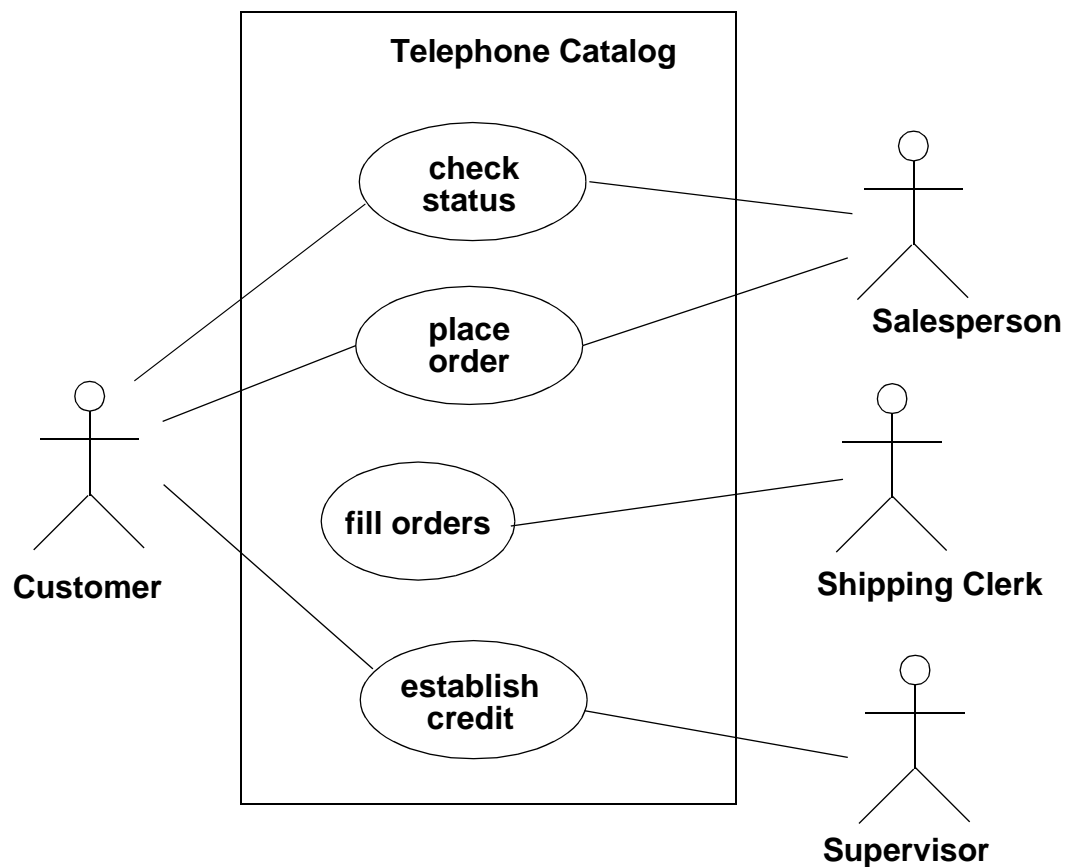 Telephone Catalog
check
status
Salesperson
place
order
Customer
fill orders
Shipping Clerk
establish
credit
Supervisor